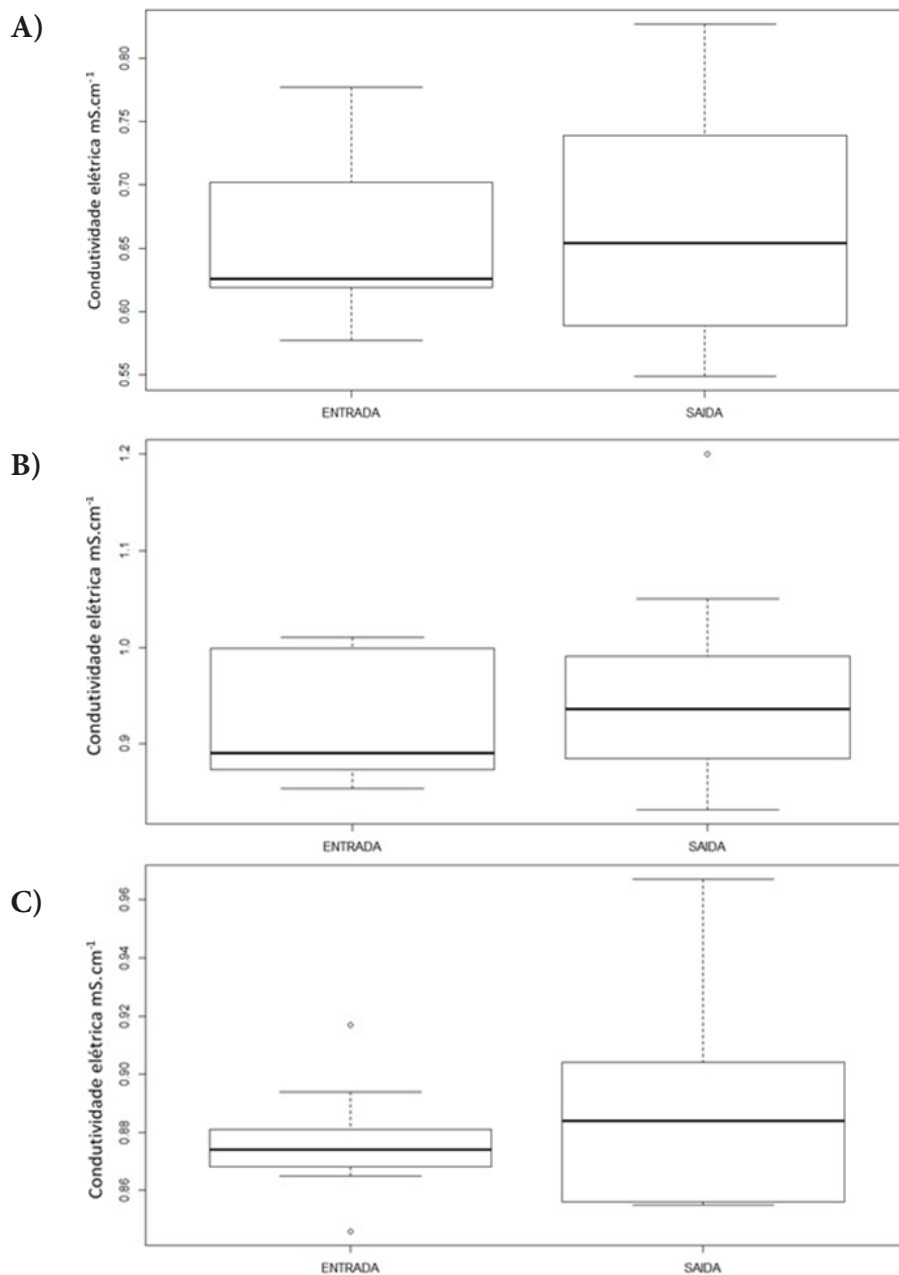 A)
Condutividade elétrica mS.cm⁻¹
0.80
0.75
0.70
0.65
0.60
0.55
ENTRADA
SAIDA
B)
Condutividade elétrica mS.cm⁻¹
1.2
1.1
1.0
0.9
ENTRADA
SAIDA
C)
Condutividade elétrica mS.cm⁻¹
0.96
0.94
0.92
0.90
0.88
0.86
ENTRADA
SAIDA